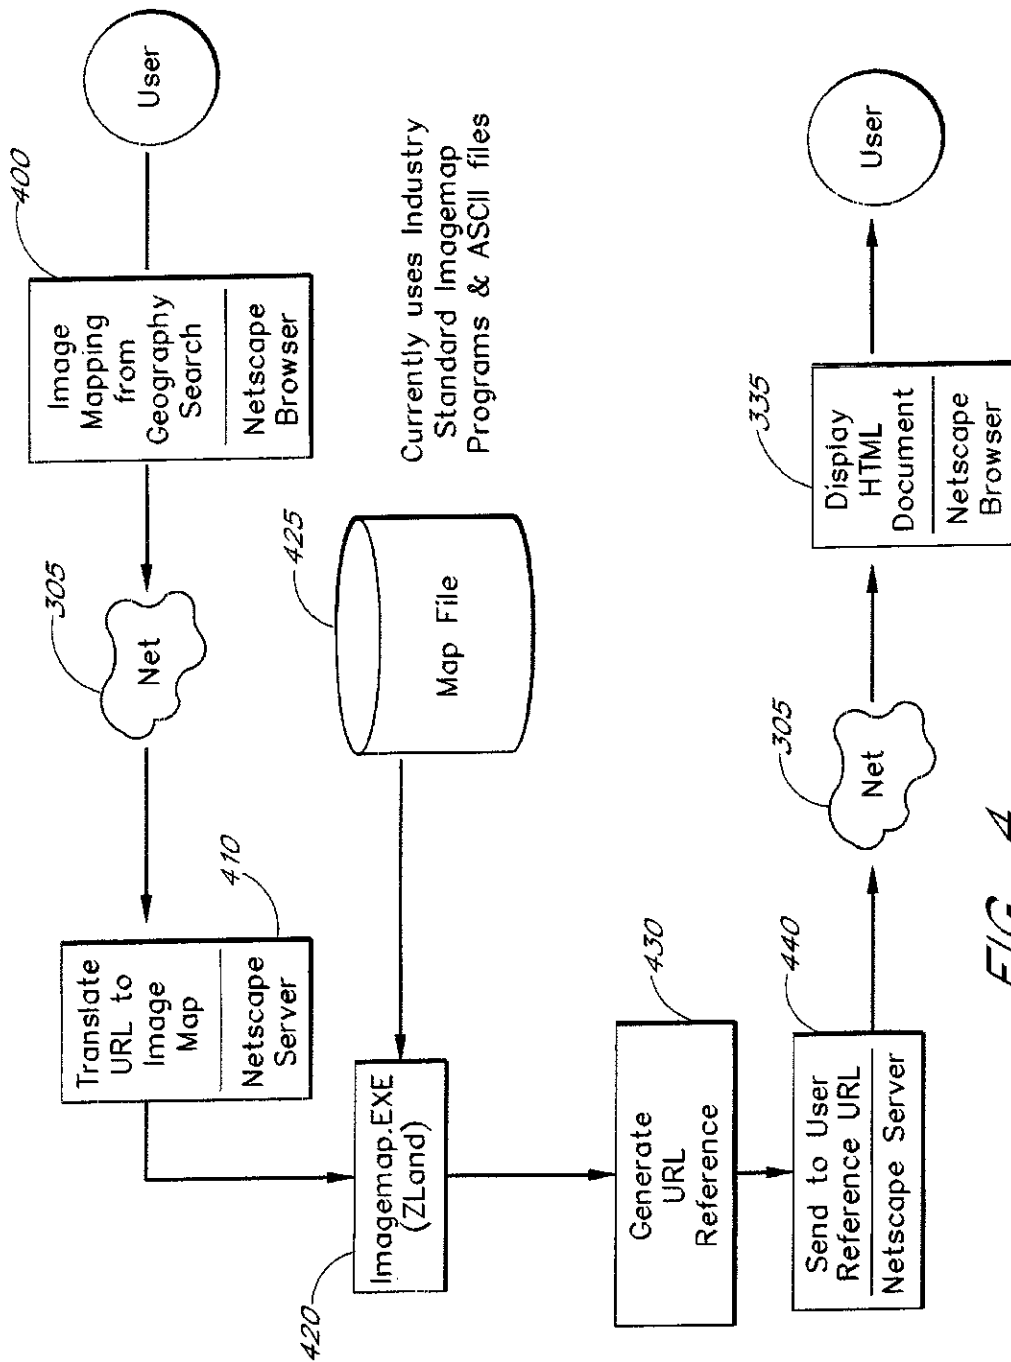 User
400
Image
Mapping
from
Geography
Search
Netscape
Browser
305
Net
410
Translate
URL to
Image
Map
Netscape
Server
Currently uses Industry
Standard Imagemap
Programs & ASCII files
425
Map File
420
Imagemap.EXE
(ZLand)
430
Generate
URL
Reference
440
Send to User
Reference URL
Netscape Server
305
Net
335
Display
HTML
Document
Netscape
Browser
User
FIG. 4